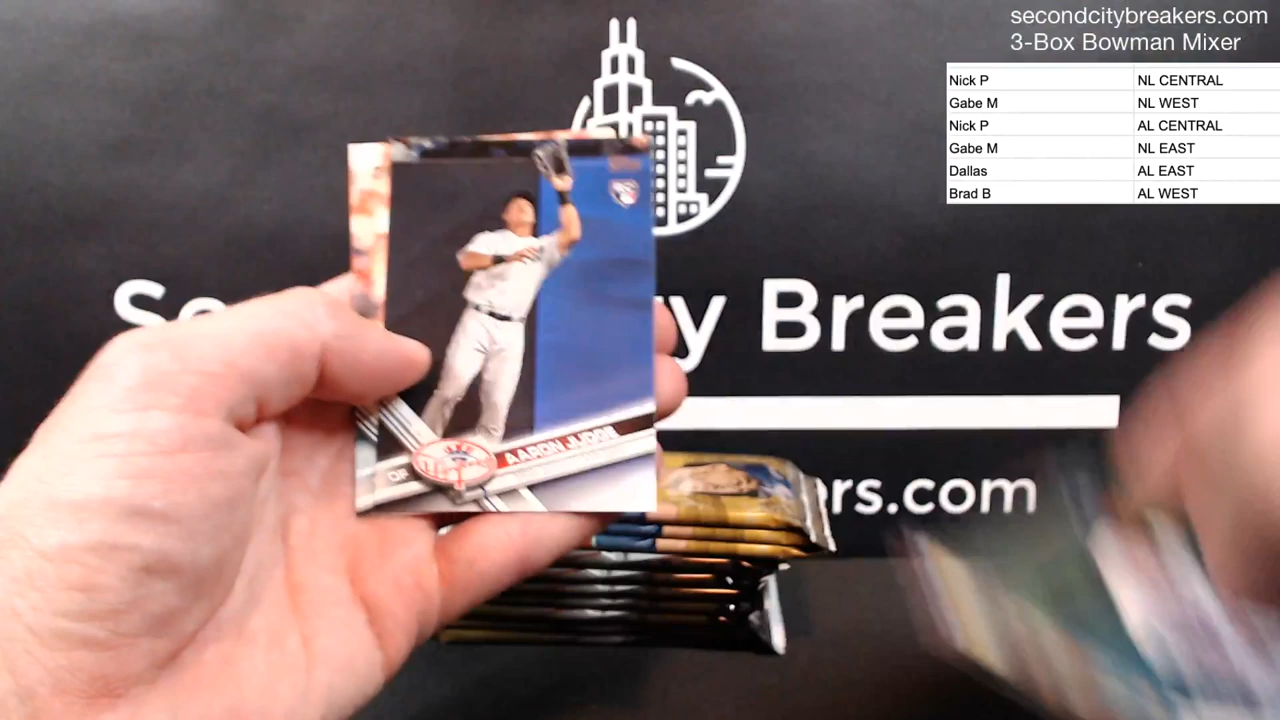 secondcitybreakers.com
3-Box Bowman Mixer
Nick P NL CENTRAL
Gabe M NL WEST
Nick P AL CENTRAL
Gabe M NL EAST
Dallas AL EAST
Brad B AL WEST
Se y Breakers
ers.com
OF AARON JUDGE